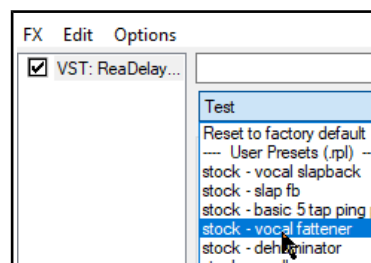 FX Edit Options
VST: ReaDelay...
Test
Reset to factory default
---- User Presets (.rpl) --
stock - vocal slapback
stock - slap fb
stock - basic 5 tap ping
stock - vocal fattener
stock - dehuminator